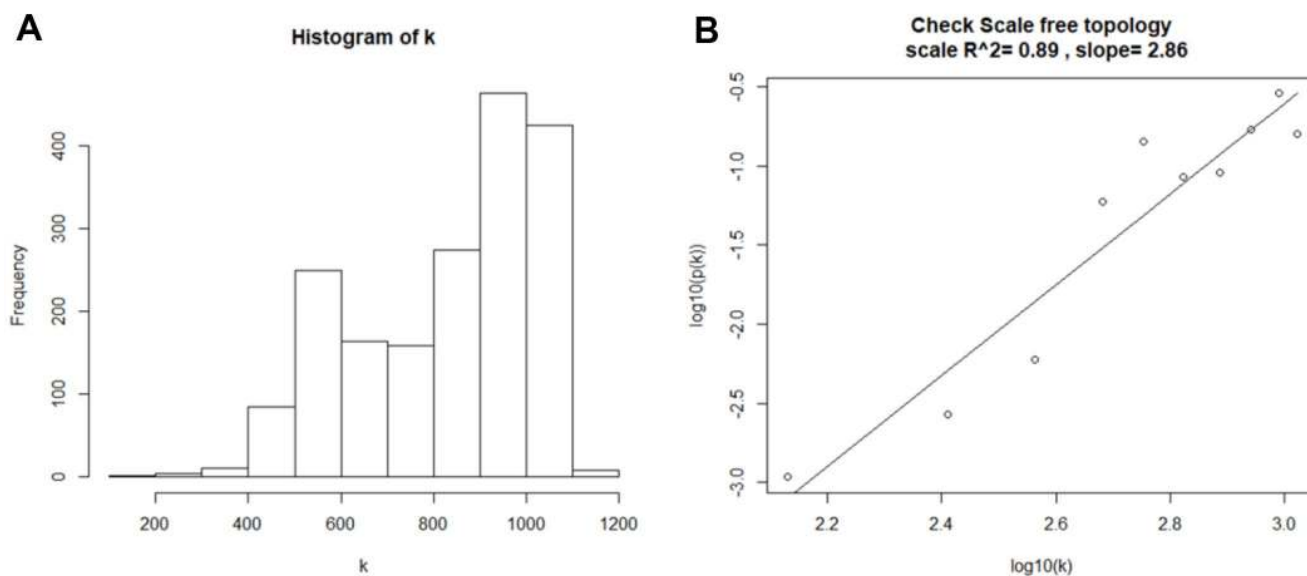 A
Histogram of k
Frequency
0
100
200
300
400
200
400
600
800
1000
1200
k
B
Check Scale free topology
scale R^2= 0.89 , slope= 2.86
log10(p(k))
-0.5
-1.0
-1.5
-2.0
-2.5
-3.0
2.2
2.4
2.6
2.8
3.0
log10(k)